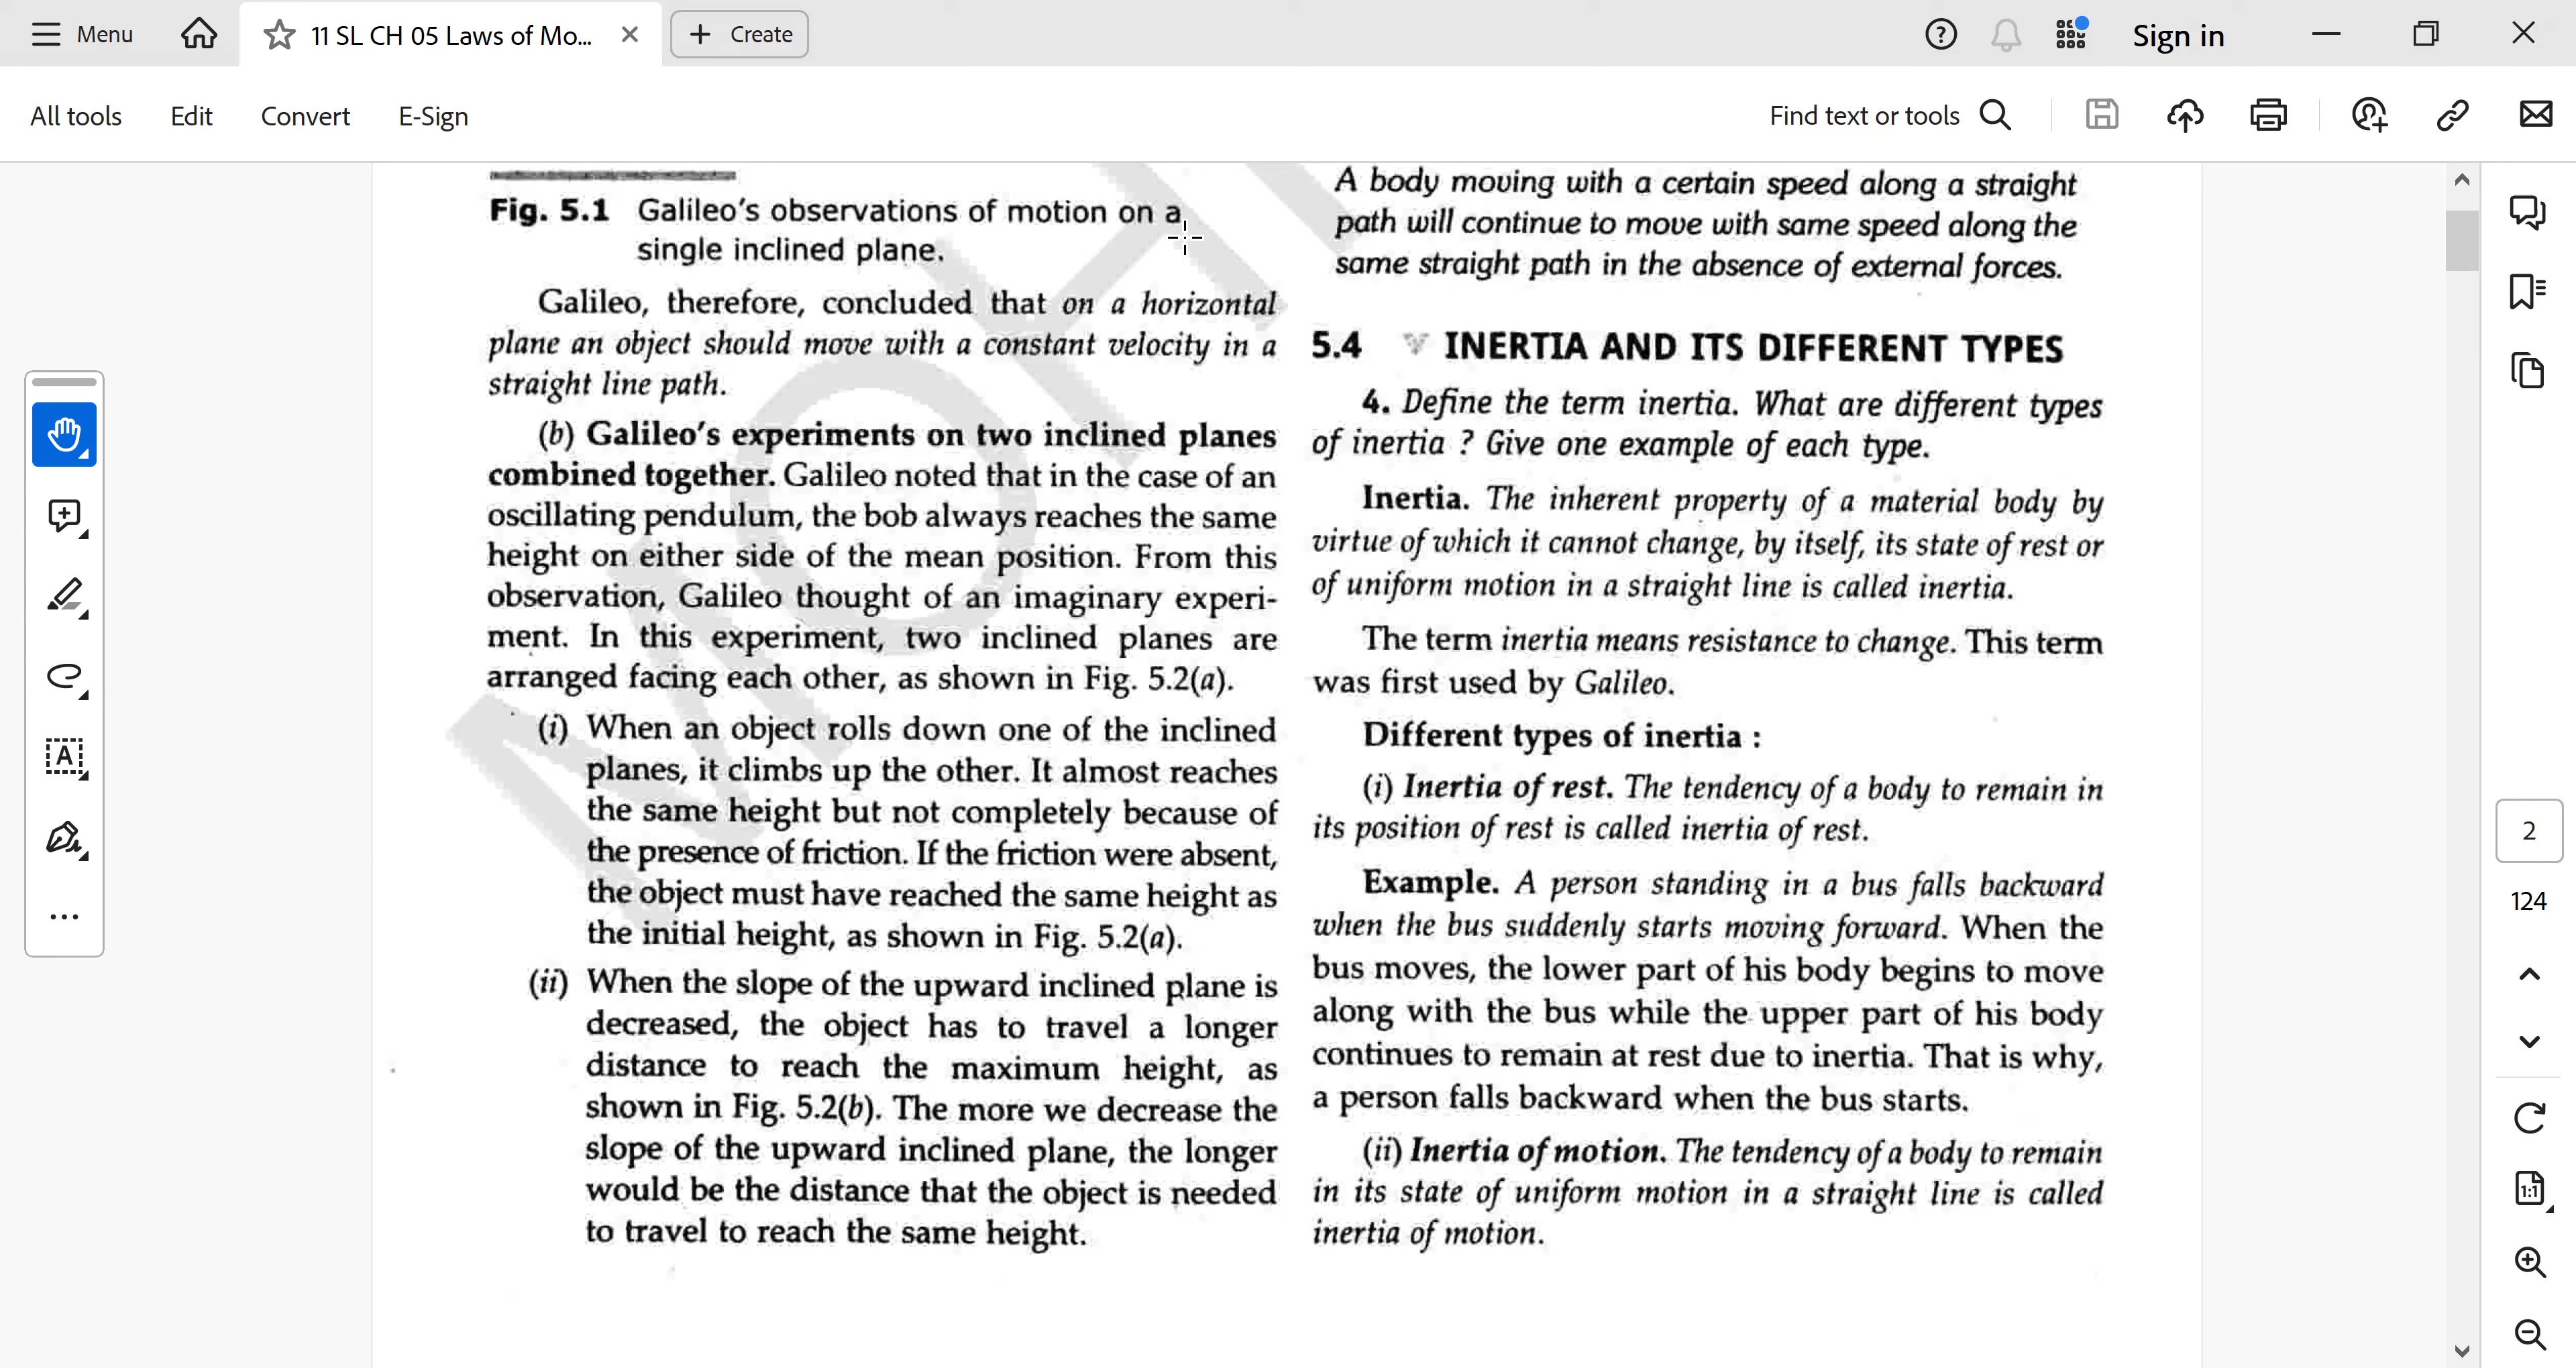 Menu
11 SL CH 05 Laws of Mo...
Create
Sign in
All tools
Edit
Convert
E-Sign
Find text or tools
Fig. 5.1 Galileo's observations of motion on a
single inclined plane.
Galileo, therefore, concluded that on a horizontal
plane an object should move with a constant velocity in a
straight line path.
(b) Galileo's experiments on two inclined planes
combined together. Galileo noted that in the case of an
oscillating pendulum, the bob always reaches the same
height on either side of the mean position. From this
observation, Galileo thought of an imaginary experi-
ment. In this experiment, two inclined planes are
arranged facing each other, as shown in Fig. 5.2(a).
(i) When an object rolls down one of the inclined
planes, it climbs up the other. It almost reaches
the same height but not completely because of
the presence of friction. If the friction were absent,
the object must have reached the same height as
the initial height, as shown in Fig. 5.2(a).
(ii) When the slope of the upward inclined plane is
decreased, the object has to travel a longer
distance to reach the maximum height, as
shown in Fig. 5.2(b). The more we decrease the
slope of the upward inclined plane, the longer
would be the distance that the object is needed
to travel to reach the same height.
A body moving with a certain speed along a straight
path will continue to move with same speed along the
same straight path in the absence of external forces.
5.4 INERTIA AND ITS DIFFERENT TYPES
4. Define the term inertia. What are different types
of inertia ? Give one example of each type.
Inertia. The inherent property of a material body by
virtue of which it cannot change, by itself, its state of rest or
of uniform motion in a straight line is called inertia.
The term inertia means resistance to change. This term
was first used by Galileo.
Different types of inertia :
(i) Inertia of rest. The tendency of a body to remain in
its position of rest is called inertia of rest.
Example. A person standing in a bus falls backward
when the bus suddenly starts moving forward. When the
bus moves, the lower part of his body begins to move
along with the bus while the upper part of his body
continues to remain at rest due to inertia. That is why,
a person falls backward when the bus starts.
(ii) Inertia of motion. The tendency of a body to remain
in its state of uniform motion in a straight line is called
inertia of motion.
2
124
1:1